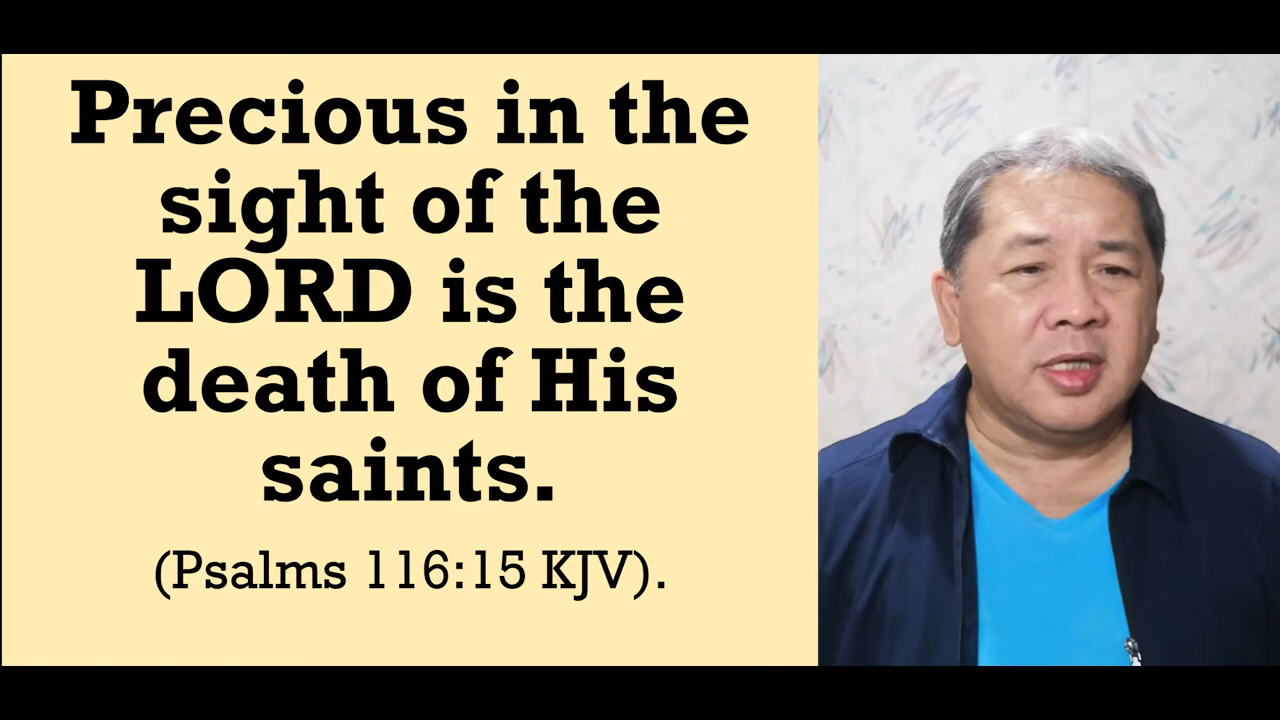 Precious in the
sight of the
LORD is the
death of His
saints.
(Psalms 116:15 KJV).